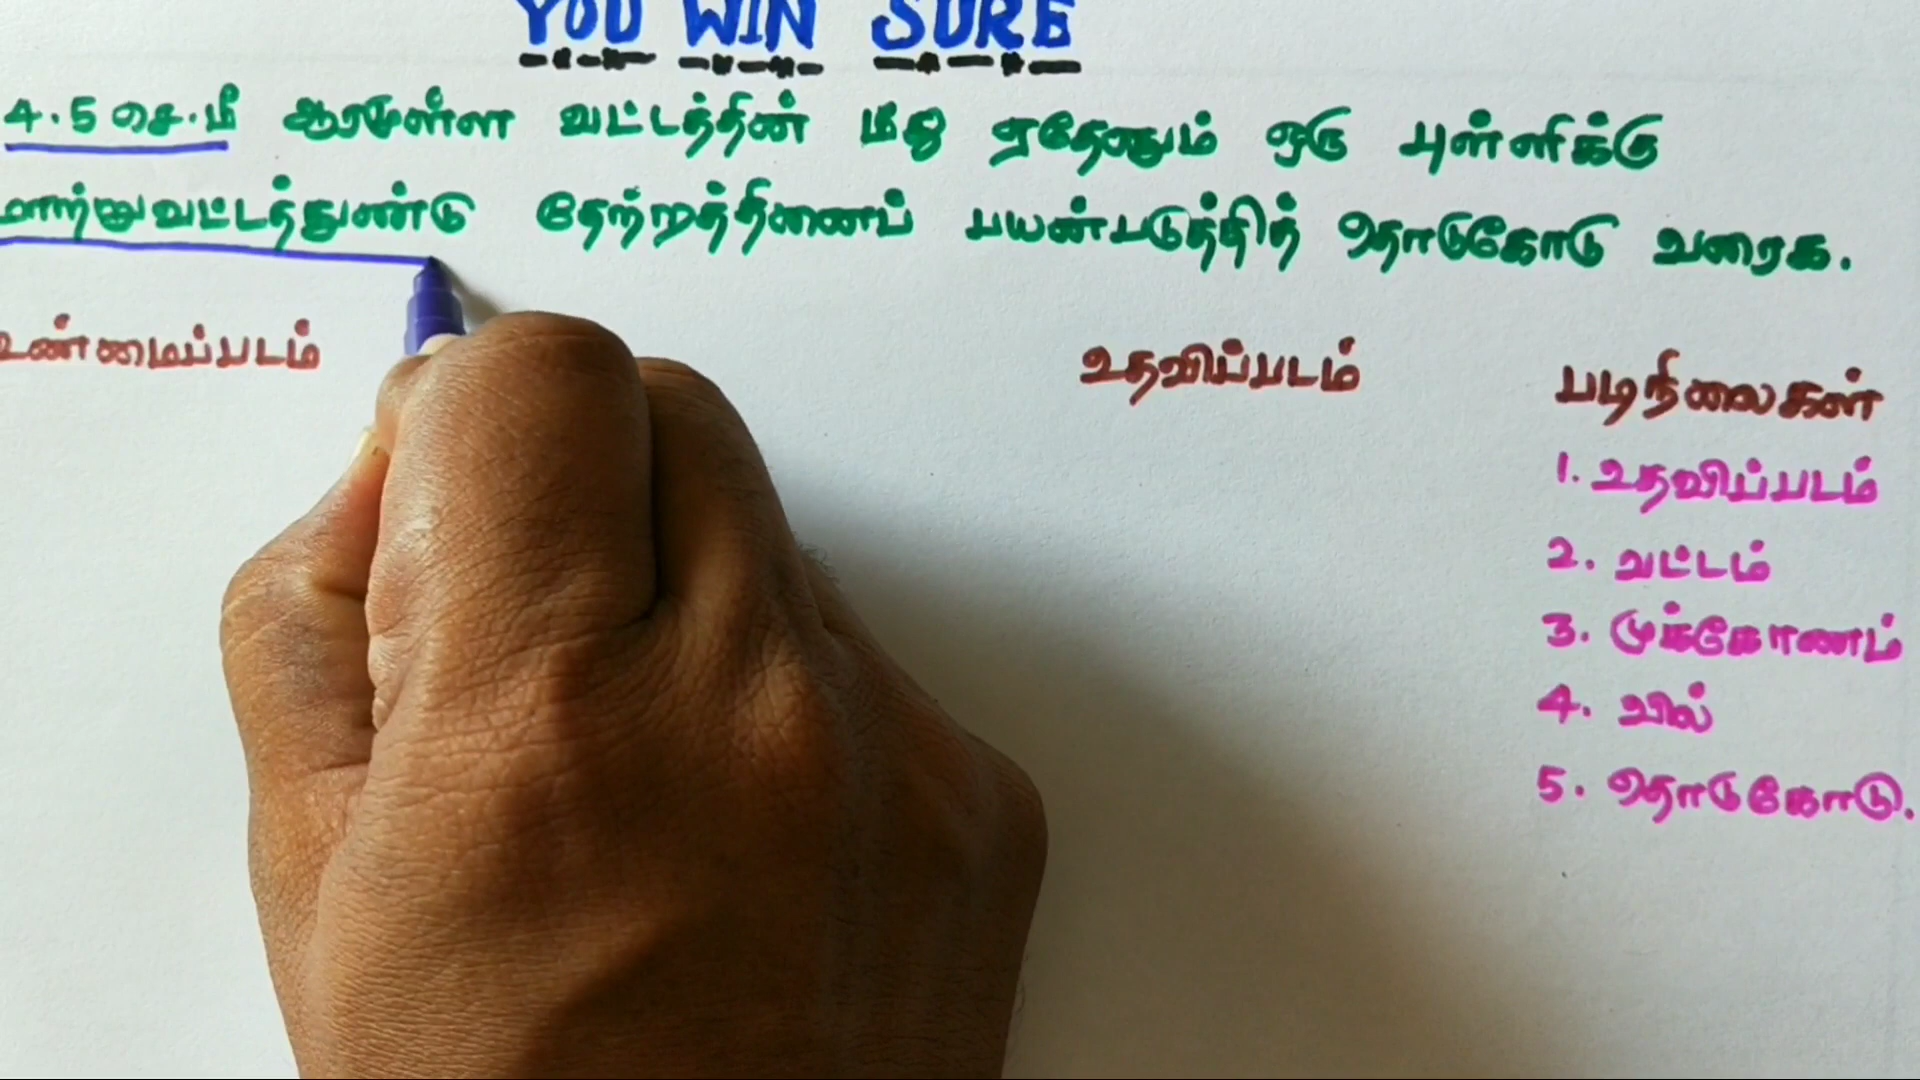 YOU WIN SURE
4.5 செ.மீ ஆரமுள்ள வட்டத்தின் மீது ஏதேனும் ஒரு புள்ளிக்கு
மாற்றுவட்டத்துண்டு தேற்றத்தினைப் பயன்படுத்தித் தொடுகோடு வரைக.
உண்மைப்படம்
உதவிப்படம்
படிநிலைகள்
1. உதவிப்படம்
2. வட்டம்
3. முக்கோணம்
4. வில்
5. தொடுகோடு.